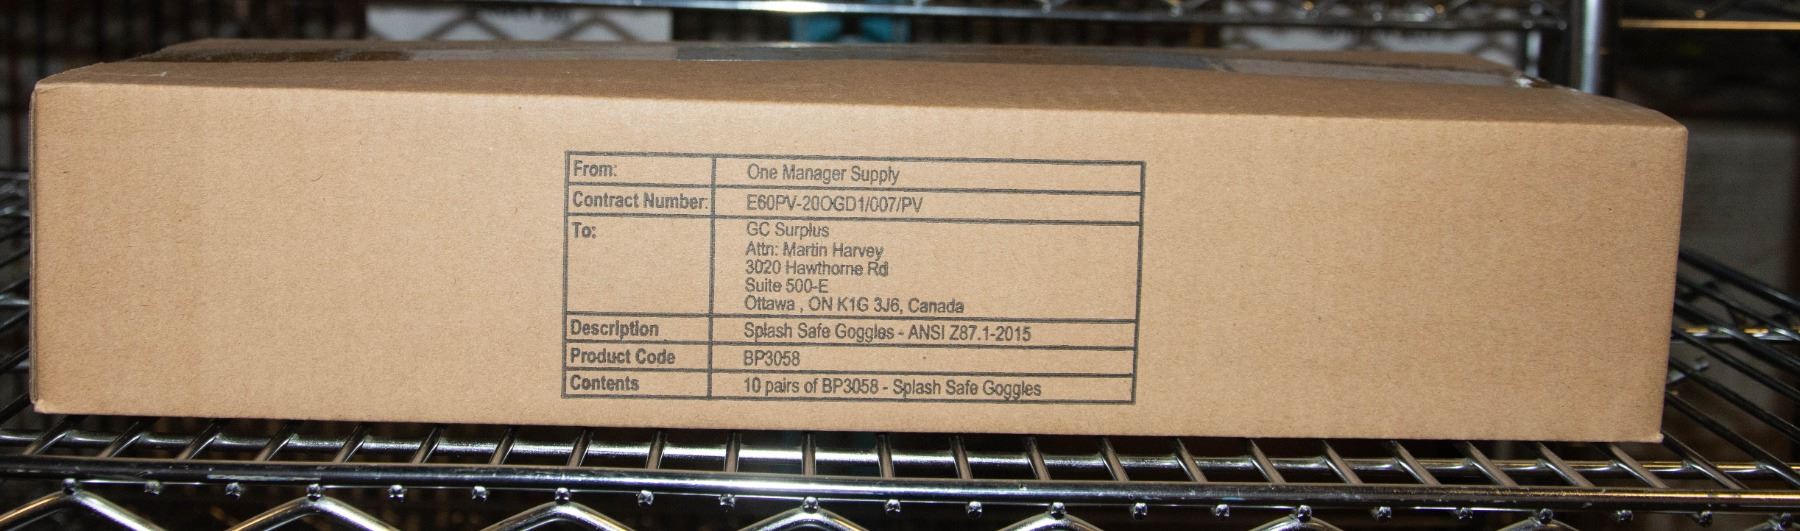 From: One Manager Supply
Contract Number: E60PV-20OGD1/007/PV
To: GC Surplus
Attn: Martin Harvey
3020 Hawthorne Rd
Suite 500-E
Ottawa , ON K1G 3J6, Canada
Description Splash Safe Goggles - ANSI Z87.1-2015
Product Code BP3058
Contents 10 pairs of BP3058 - Splash Safe Goggles